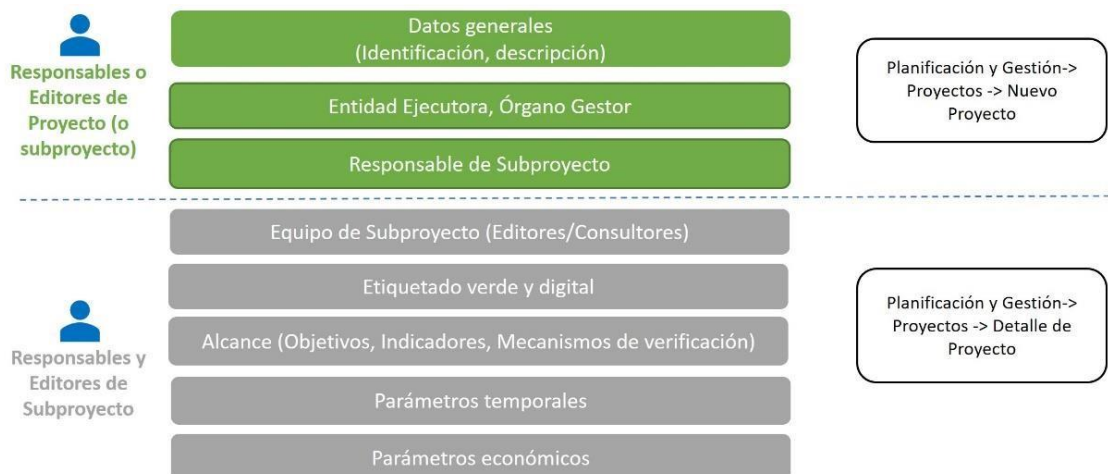 Responsables o
Editores de
Proyecto (o
subproyecto)
Datos generales
(Identificación, descripción)
Entidad Ejecutora, Órgano Gestor
Responsable de Subproyecto
Planificación y Gestión->
Proyectos -> Nuevo
Proyecto
Responsables y
Editores de
Subproyecto
Equipo de Subproyecto (Editores/Consultores)
Etiquetado verde y digital
Alcance (Objetivos, Indicadores, Mecanismos de verificación)
Parámetros temporales
Parámetros económicos
Planificación y Gestión->
Proyectos -> Detalle de
Proyecto